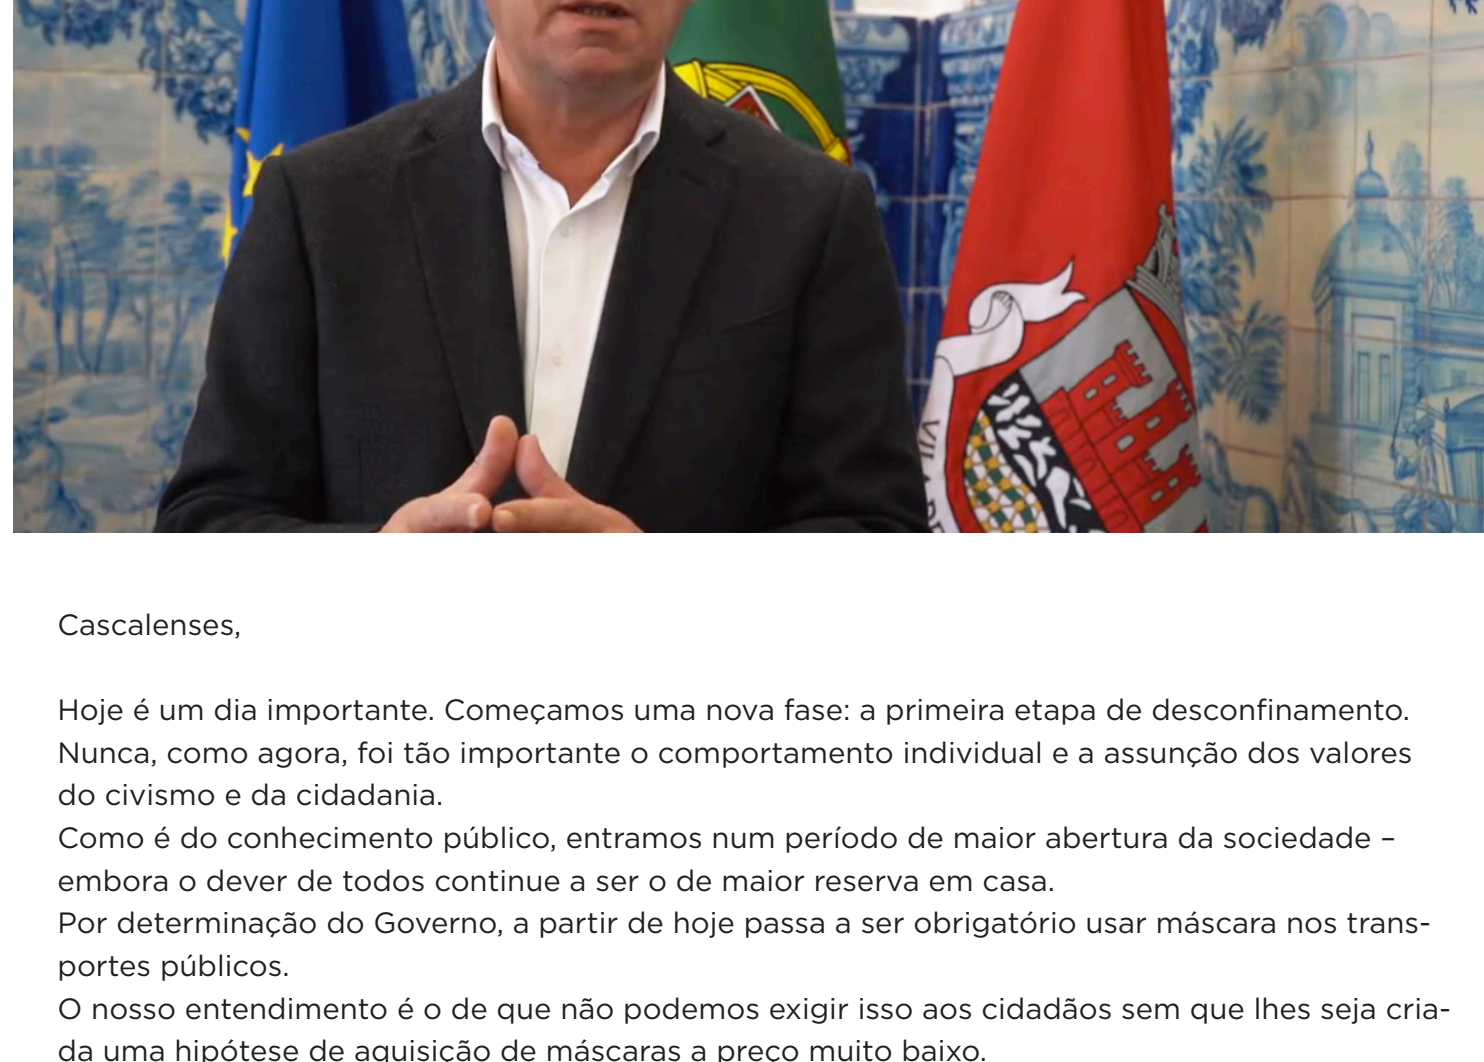 VIL
Cascalenses,
Hoje é um dia importante. Começamos uma nova fase: a primeira etapa de desconfinamento.
Nunca, como agora, foi tão importante o comportamento individual e a assunção dos valores
do civismo e da cidadania.
Como é do conhecimento público, entramos num período de maior abertura da sociedade –
embora o dever de todos continue a ser o de maior reserva em casa.
Por determinação do Governo, a partir de hoje passa a ser obrigatório usar máscara nos trans-
portes públicos.
O nosso entendimento é o de que não podemos exigir isso aos cidadãos sem que lhes seja cria-
da uma hipótese de aquisição de máscaras a preço muito baixo.